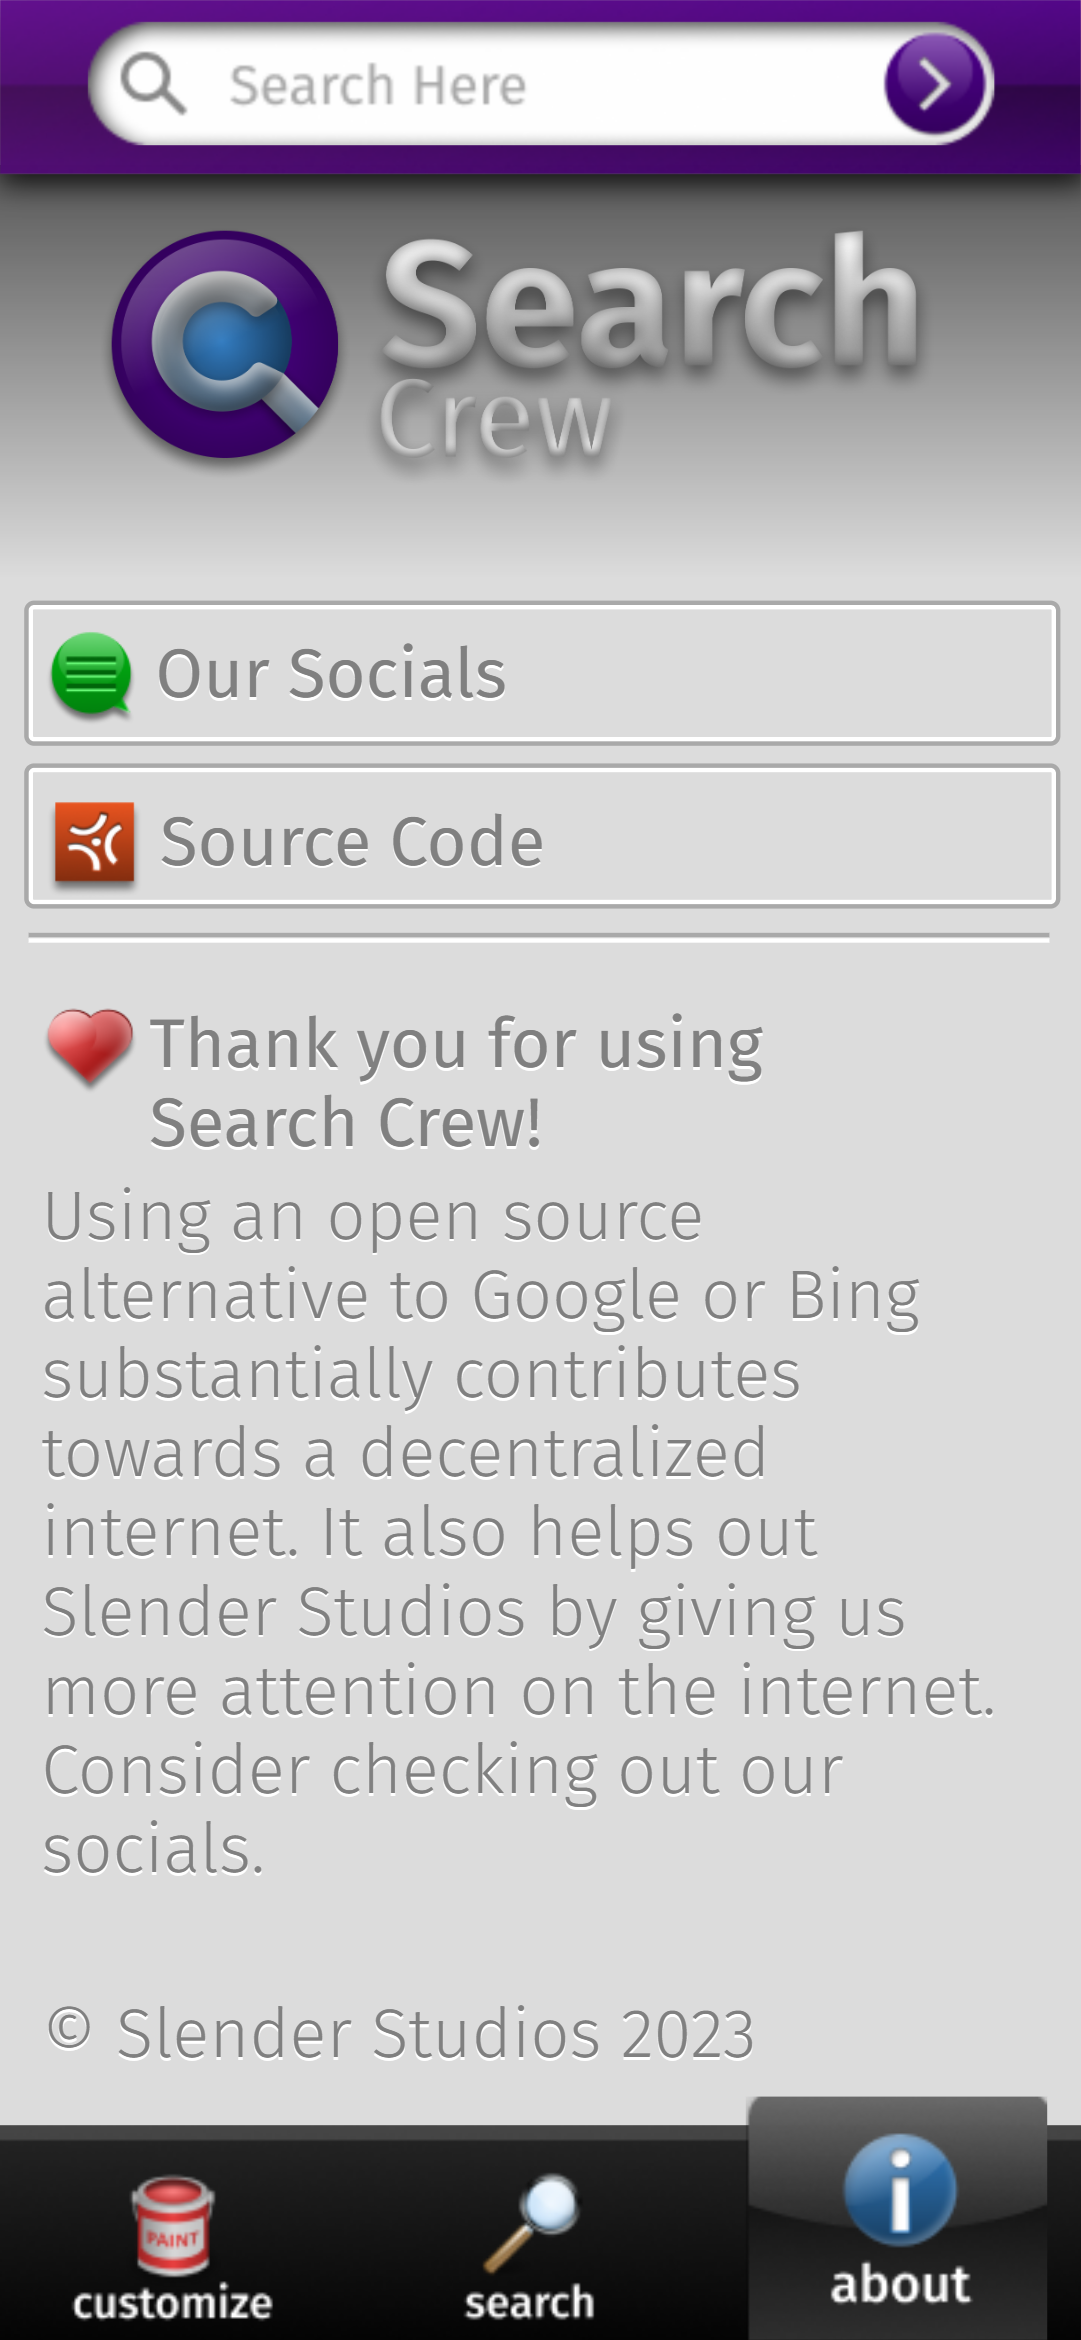 Search Here
Search
Crew
Our Socials
Source Code
Thank you for using
Search Crew!
Using an open source
alternative to Google or Bing
substantially contributes
towards a decentralized
internet. It also helps out
Slender Studios by giving us
more attention on the internet.
Consider checking out our
socials.
© Slender Studios 2023
PAINT
customize
search
about